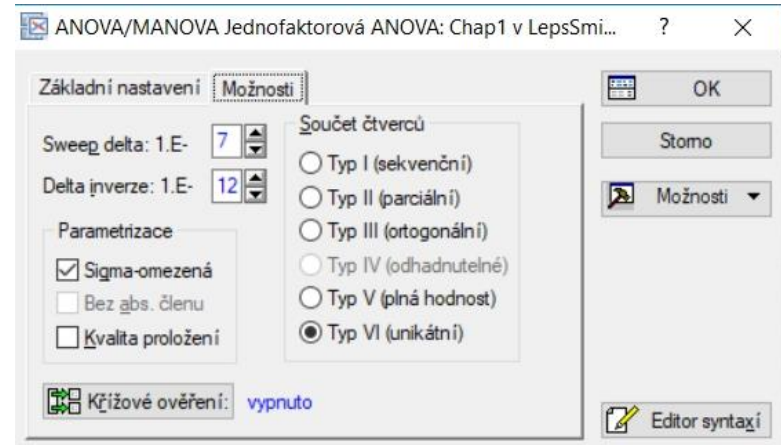 ANOVA/MANOVA Jednofaktorová ANOVA: Chap1 v LepsSmi... ? ×
Základní nastavení Možnosti
Sweep delta: 1.E- 7
Delta inverze: 1.E- 12
Parametrizace
Sigma-omezená
Bez abs. členu
Kvalita proložení
Součet čtverců
Typ I (sekvenční)
Typ II (parciální)
Typ III (ortogonální)
Typ IV (odhadnutelné)
Typ V (plná hodnost)
Typ VI (unikátní)
Křížové ověření: vypnuto
OK
Storno
Možnosti
Editor syntaxí